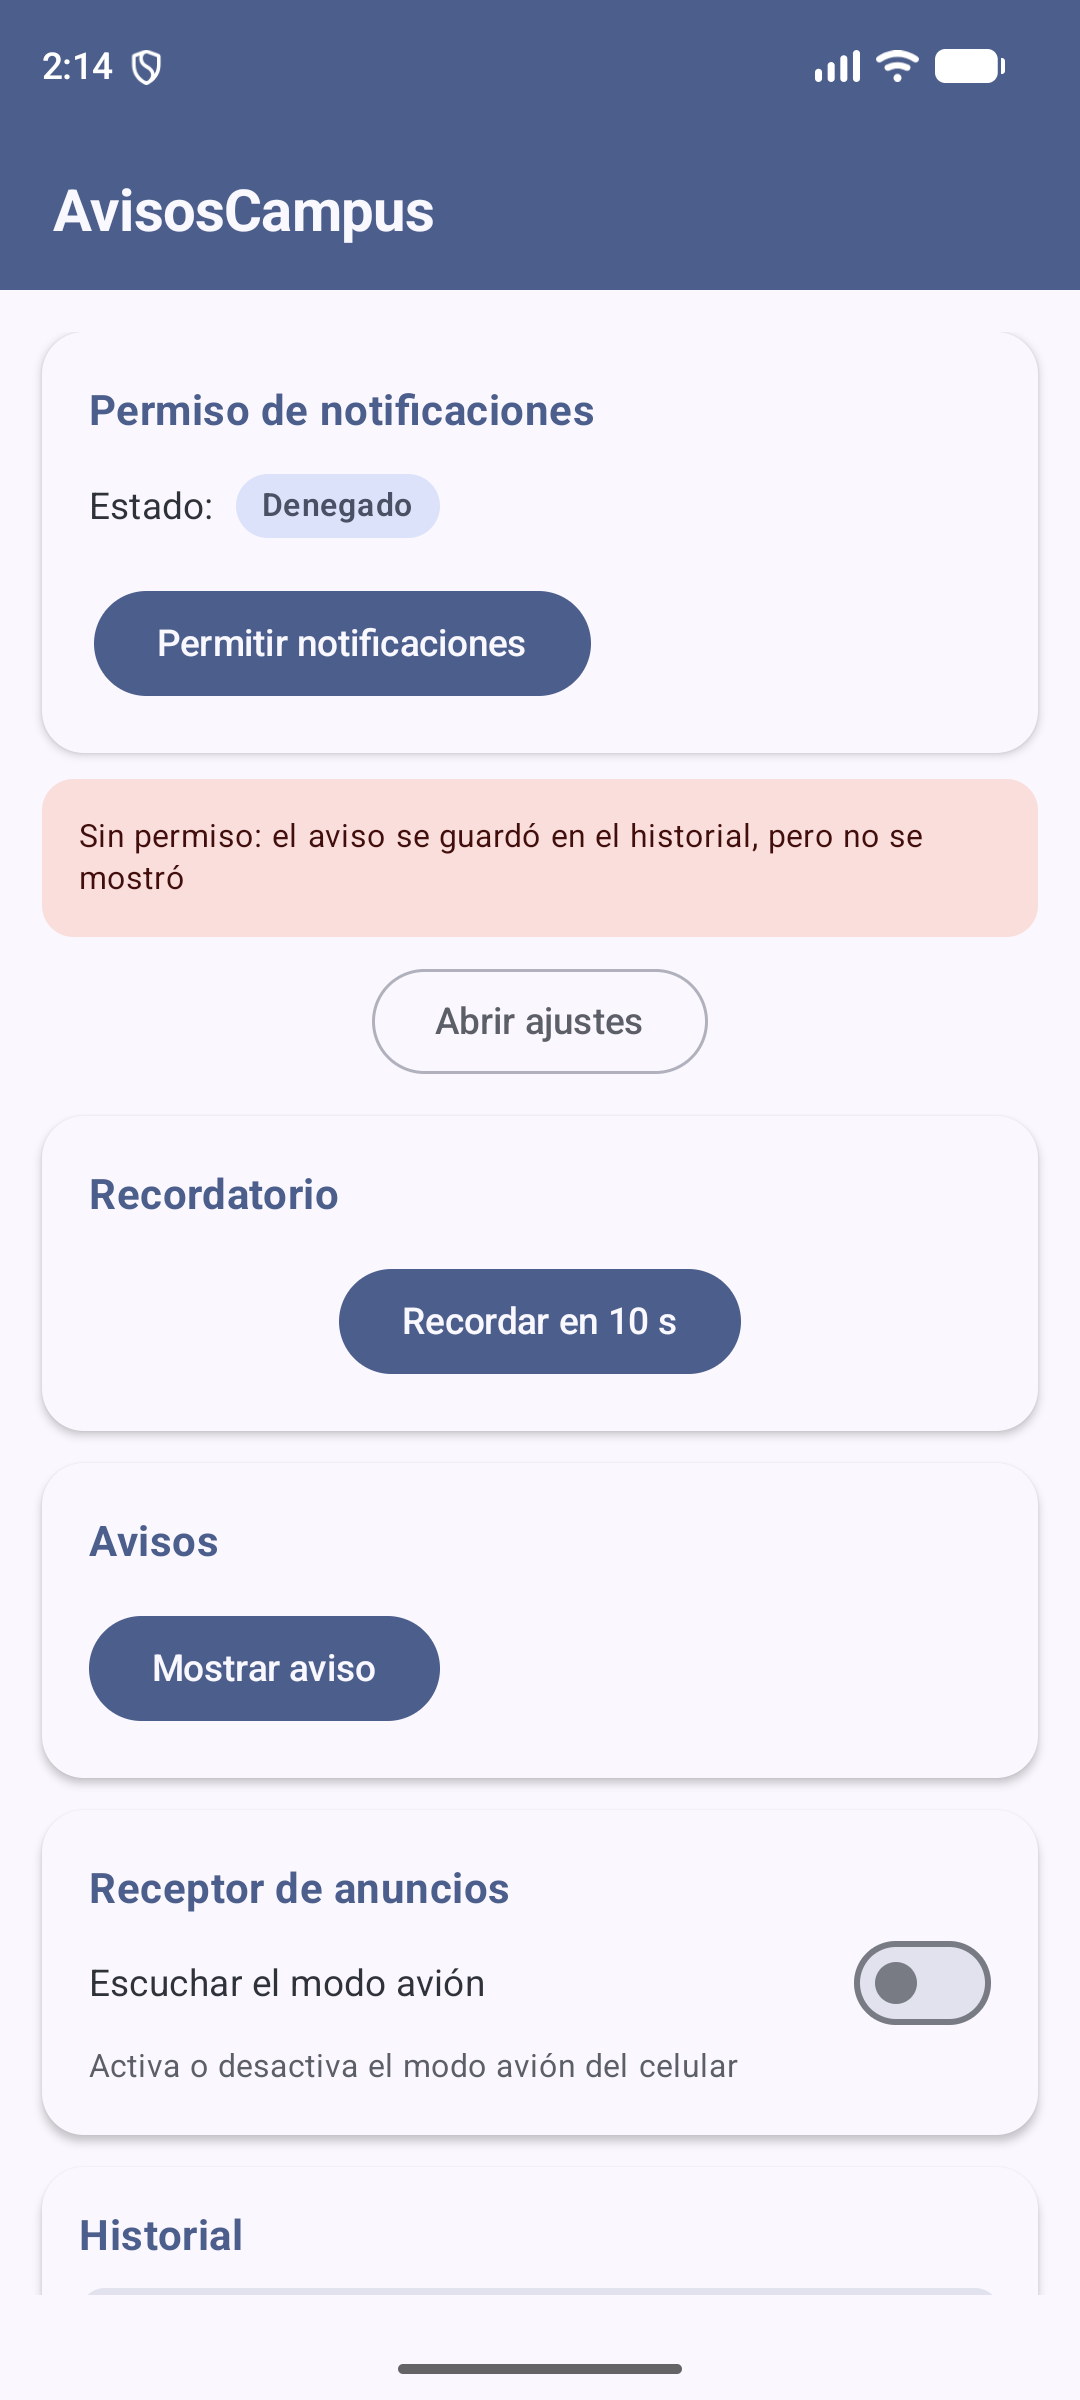 2:14
AvisosCampus
Permiso de notificaciones
Estado: Denegado
Permitir notificaciones
Sin permiso: el aviso se guardó en el historial, pero no se
mostró
Abrir ajustes
Recordatorio
Recordar en 10 s
Avisos
Mostrar aviso
Receptor de anuncios
Escuchar el modo avión
Activa o desactiva el modo avión del celular
Historial